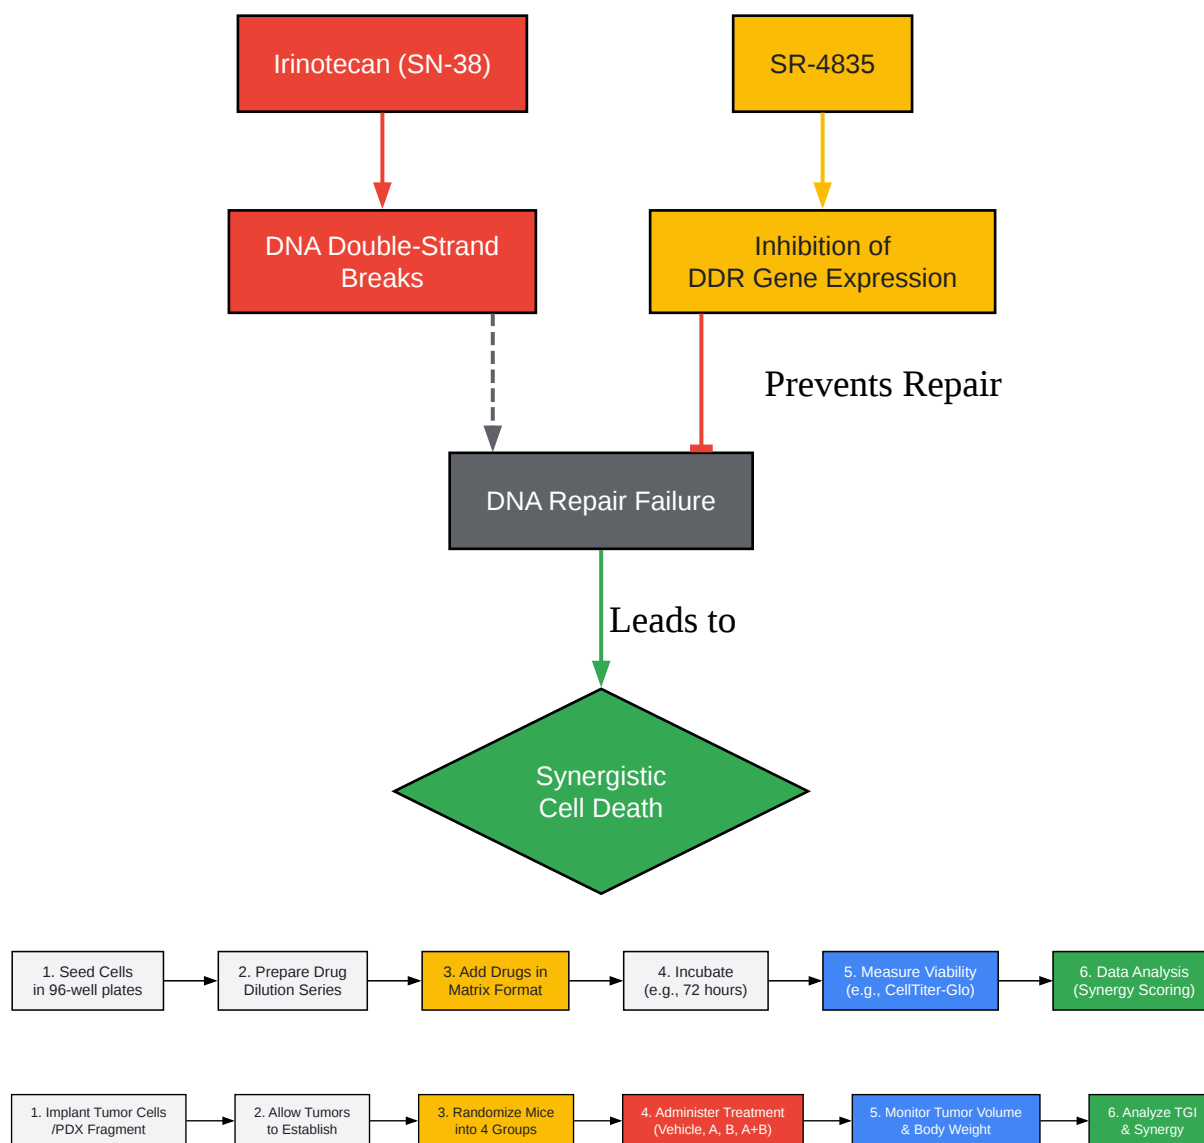 Irinotecan (SN-38)
SR-4835
DNA Double-Strand
Breaks
Inhibition of
DDR Gene Expression
Prevents Repair
DNA Repair Failure
Leads to
Synergistic
Cell Death
1. Seed Cells
in 96-well plates
2. Prepare Drug
Dilution Series
3. Add Drugs in
Matrix Format
4. Incubate
(e.g., 72 hours)
5. Measure Viability
(e.g., CellTiter-Glo)
6. Data Analysis
(Synergy Scoring)
1. Implant Tumor Cells
/PDX Fragment
2. Allow Tumors
to Establish
3. Randomize Mice
into 4 Groups
4. Administer Treatment
(Vehicle, A, B, A+B)
5. Monitor Tumor Volume
& Body Weight
6. Analyze TGI
& Synergy